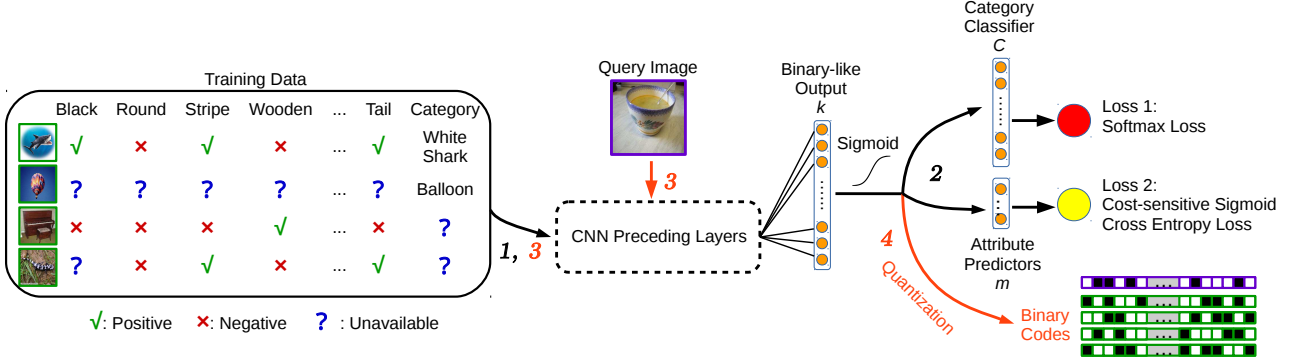 Training Data
Black Round Stripe Wooden ... Tail Category
√ × √ × ... √ White
Shark
? ? ? ? ... ? Balloon
× × × √ ... × ?
? × √ × ... √ ?
√: Positive ×: Negative ? : Unavailable
1, 3
Query Image
3
CNN Preceding Layers
Binary-like
Output
k
Sigmoid
2
4
Quantization
Category
Classifier
C
Loss 1:
Softmax Loss
Attribute
Predictors
m
Loss 2:
Cost-sensitive Sigmoid
Cross Entropy Loss
Binary
Codes
...
...
...
...
...